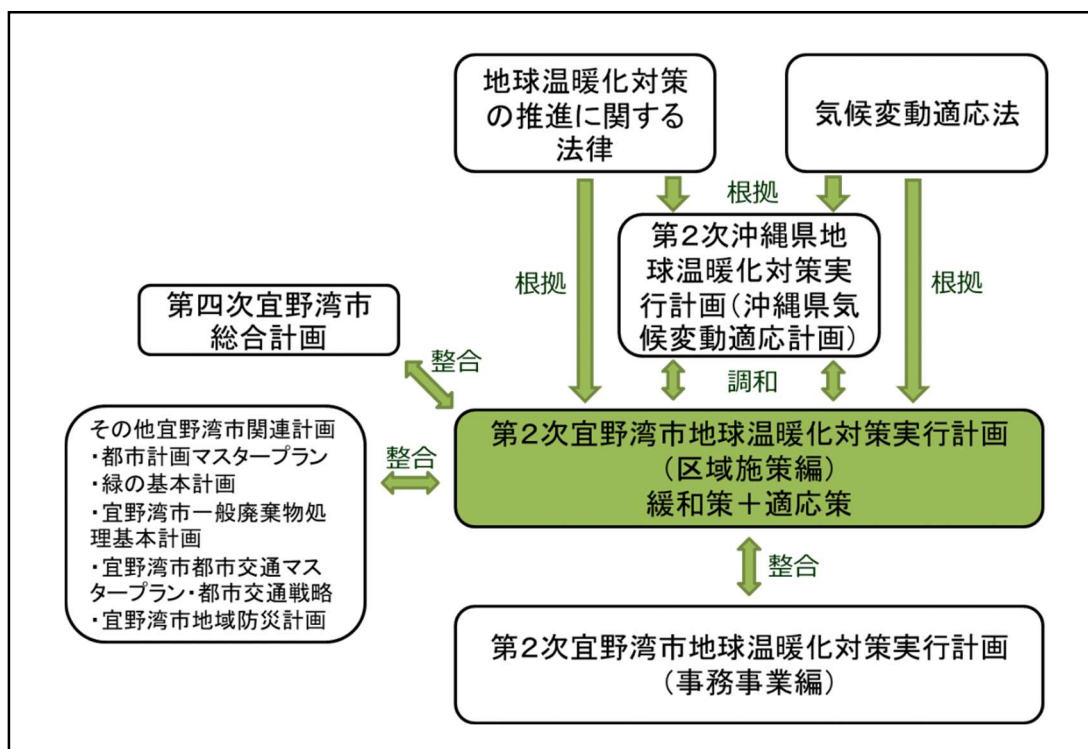 地球温暖化対策
の推進に関する
法律
気候変動適応法
根拠
第2次沖縄県地
球温暖化対策実
行計画(沖縄県気
候変動適応計画)
根拠
根拠
第四次宜野湾市
総合計画
整合
調和
その他宜野湾市関連計画
・都市計画マスタープラン
・緑の基本計画
・宜野湾市一般廃棄物処
理基本計画
・宜野湾市都市交通マス
タープラン・都市交通戦略
・宜野湾市地域防災計画
整合
第2次宜野湾市地球温暖化対策実行計画
(区域施策編)
緩和策+適応策
整合
第2次宜野湾市地球温暖化対策実行計画
(事務事業編)